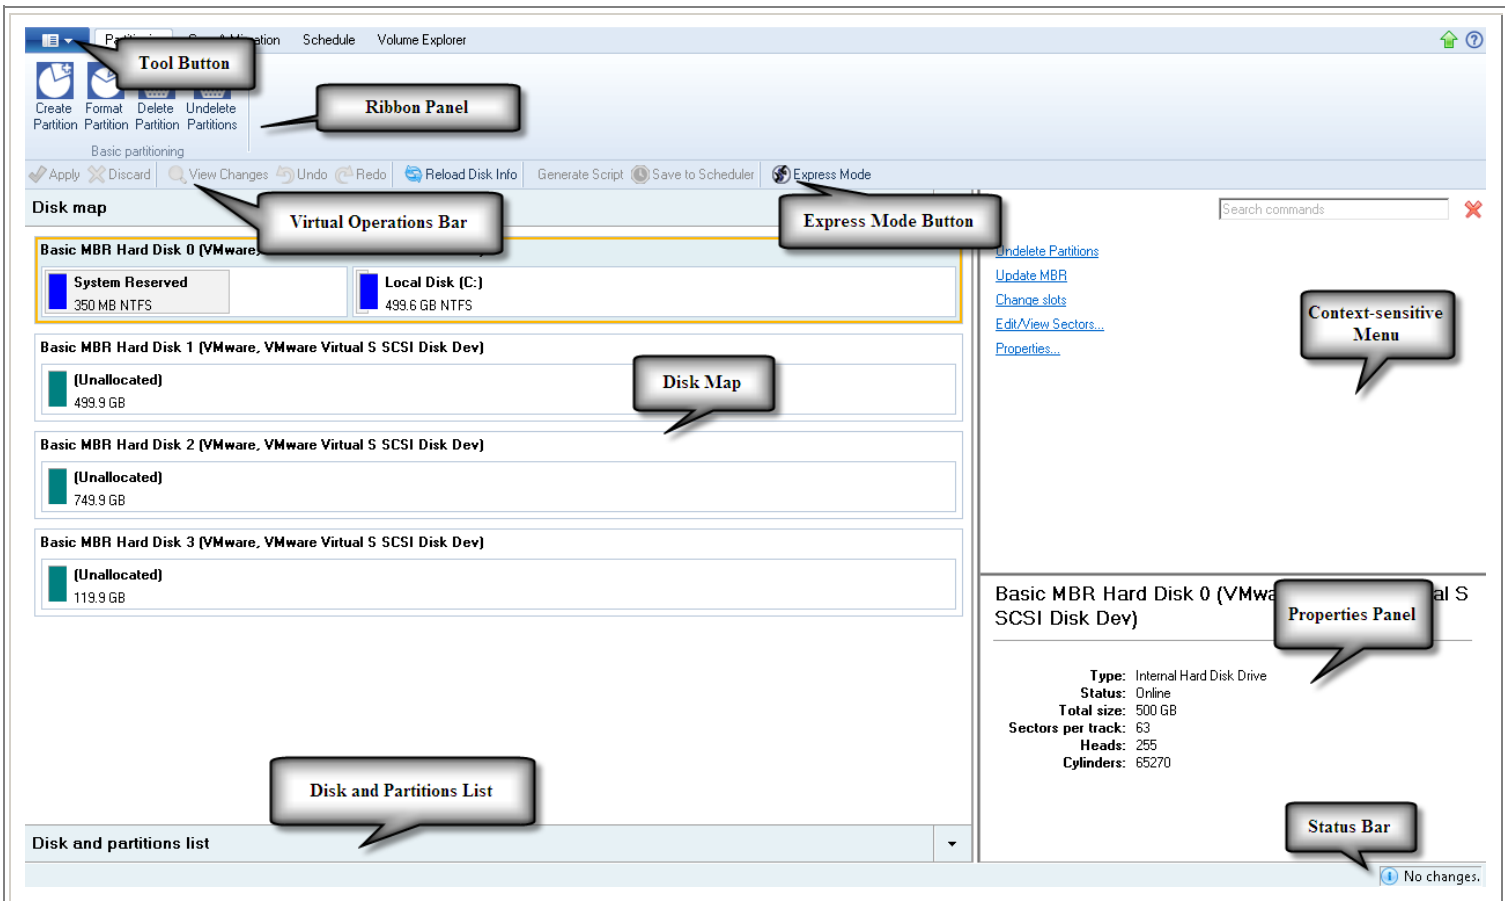 Schedule Volume Explorer
Tool Button
Create Format Delete Undelete
Partition Partition Partition Partitions
Ribbon Panel
Basic partitioning
Apply Discard View Changes Undo Redo Reload Disk Info Generate Script Save to Scheduler Express Mode
Disk map
Virtual Operations Bar
Express Mode Button
Search commands
Basic MBR Hard Disk 0 (VMware,
System Reserved
350 MB NTFS
Local Disk (C:)
499.6 GB NTFS
Basic MBR Hard Disk 1 (VMware, VMware Virtual S SCSI Disk Dev)
(Unallocated)
499.9 GB
Disk Map
Basic MBR Hard Disk 2 (VMware, VMware Virtual S SCSI Disk Dev)
(Unallocated)
749.9 GB
Basic MBR Hard Disk 3 (VMware, VMware Virtual S SCSI Disk Dev)
(Unallocated)
119.9 GB
Disk and Partitions List
Disk and partitions list
Undelete Partitions
Update MBR
Change slots
Edit/View Sectors...
Properties...
Context-sensitive
Menu
Basic MBR Hard Disk 0 (VMwa al S
SCSI Disk Dev)
Properties Panel
Type: Internal Hard Disk Drive
Status: Online
Total size: 500 GB
Sectors per track: 63
Heads: 255
Cylinders: 65270
Status Bar
No changes.